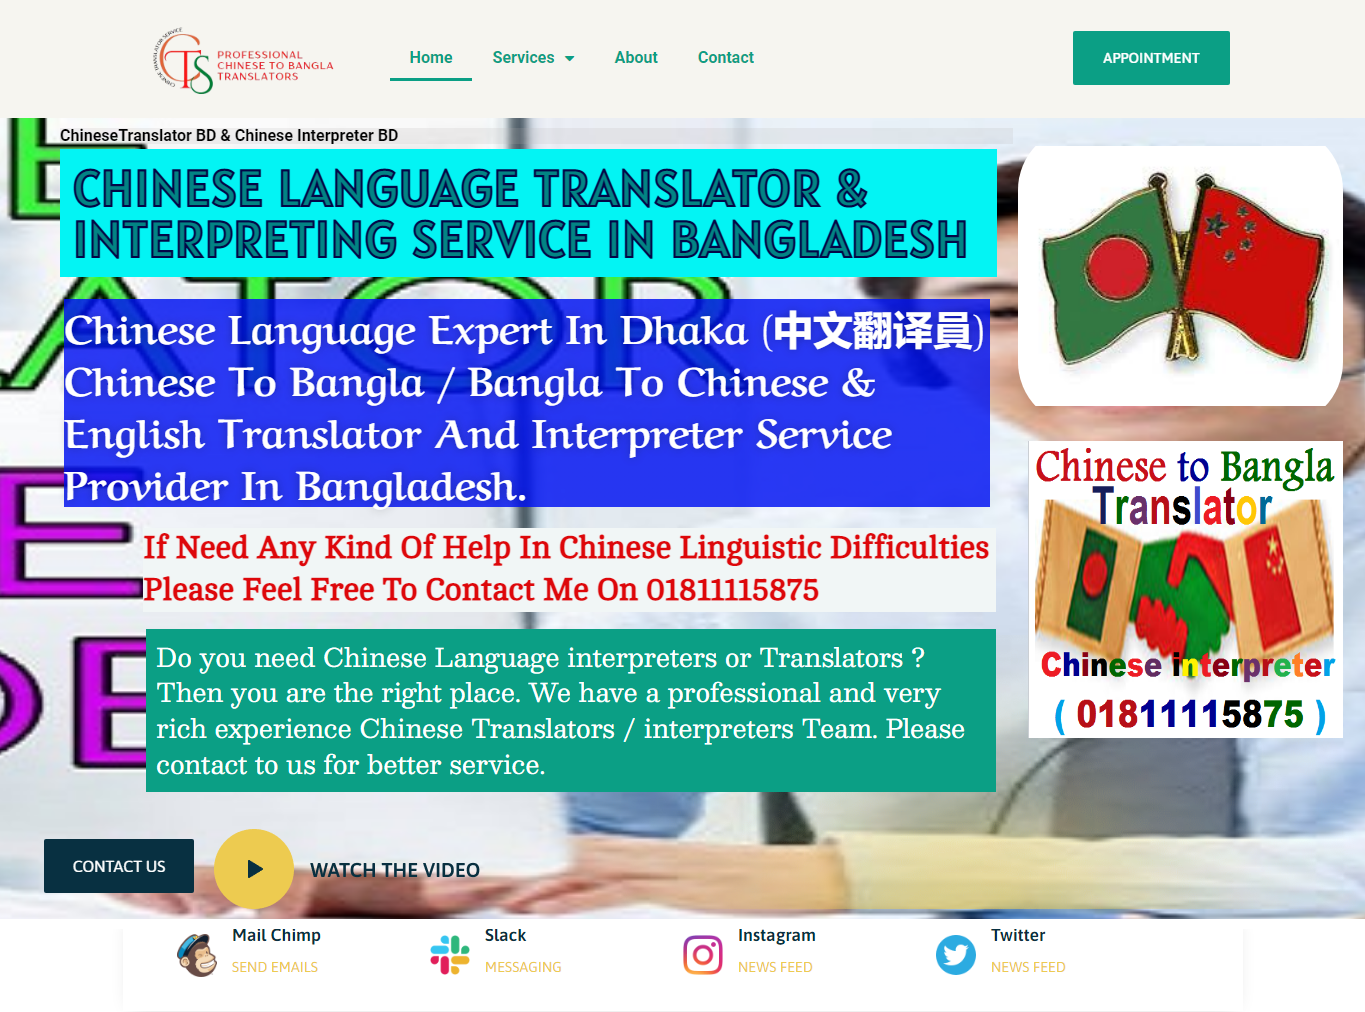 CHINESE TRANSLATOR SERVICE
CTS
PROFESSIONAL
CHINESE TO BANGLA
TRANSLATORS
Home
Services
About
Contact
APPOINTMENT
ChineseTranslator BD & Chinese Interpreter BD
CHINESE LANGUAGE TRANSLATOR &
INTERPRETING SERVICE IN BANGLADESH
Chinese Language Expert In Dhaka (中文翻译員)
Chinese To Bangla / Bangla To Chinese &
English Translator And Interpreter Service
Provider In Bangladesh.
If Need Any Kind Of Help In Chinese Linguistic Difficulties
Please Feel Free To Contact Me On 01811115875
Do you need Chinese Language interpreters or Translators ?
Then you are the right place. We have a professional and very
rich experience Chinese Translators / interpreters Team. Please
contact to us for better service.
Chinese to Bangla
Translator
Chinese interpreter
( 01811115875 )
CONTACT US
WATCH THE VIDEO
Mail Chimp
SEND EMAILS
Slack
MESSAGING
Instagram
NEWS FEED
Twitter
NEWS FEED